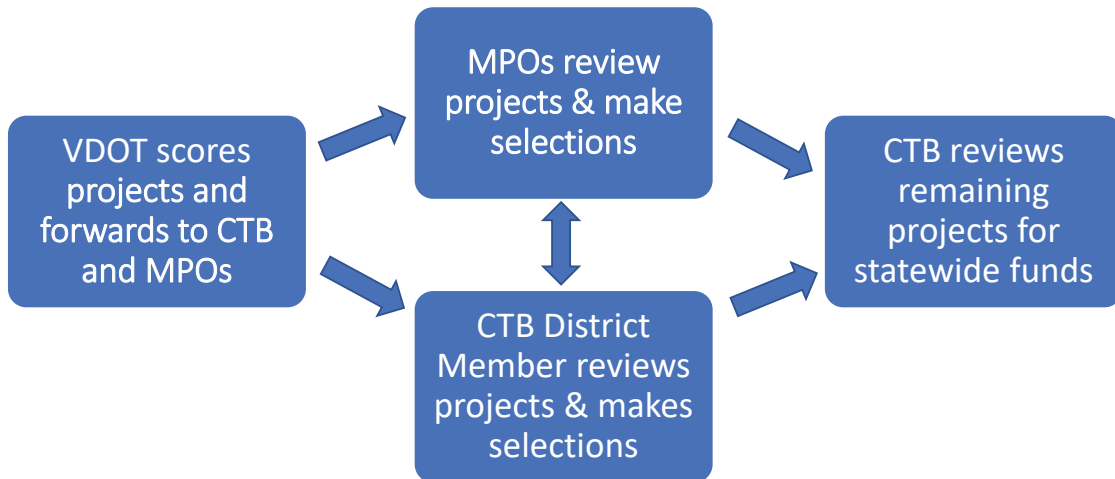 VDOT scores
projects and
forwards to CTB
and MPOs
MPOs review
projects & make
selections
CTB District
Member reviews
projects & makes
selections
CTB reviews
remaining
projects for
statewide funds